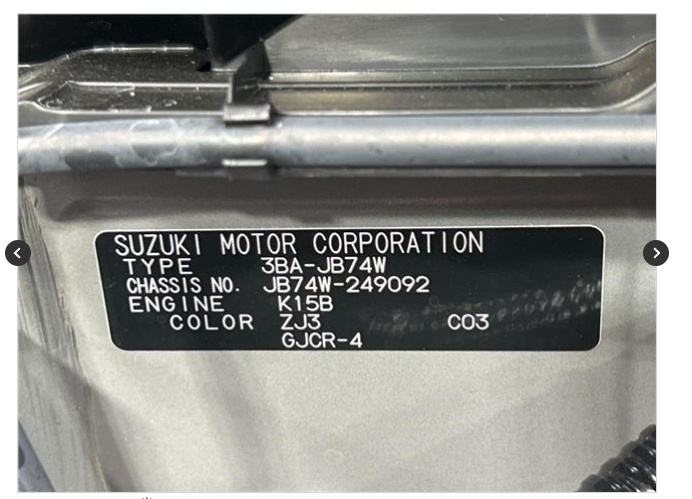 SUZUKI MOTOR CORPORATION
TYPE 3BA-JB74W
CHASSIS NO. JB74W-249092
ENGINE K15B
COLOR ZJ3 C03
GJCR-4